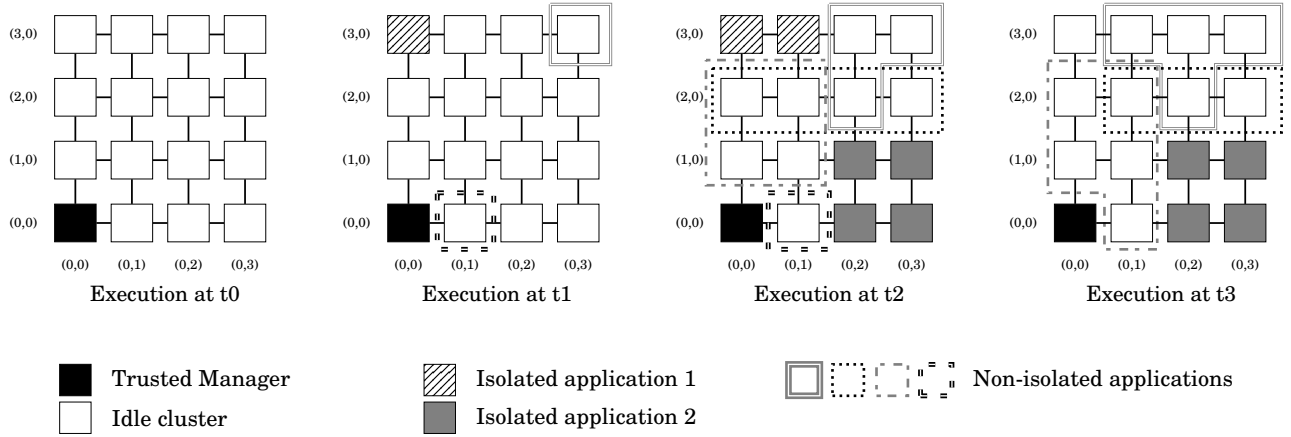 (3,0) (3,0) (3,0) (3,0)
(2,0) (2,0) (2,0) (2,0)
(1,0) (1,0) (1,0) (1,0)
(0,0) (0,0) (0,0) (0,0)
(0,0) (0,1) (0,2) (0,3) (0,0) (0,1) (0,2) (0,3) (0,0) (0,1) (0,2) (0,3) (0,0) (0,1) (0,2) (0,3)
Execution at t0 Execution at t1 Execution at t2 Execution at t3
Trusted Manager Isolated application 1 Non-isolated applications
Idle cluster Isolated application 2